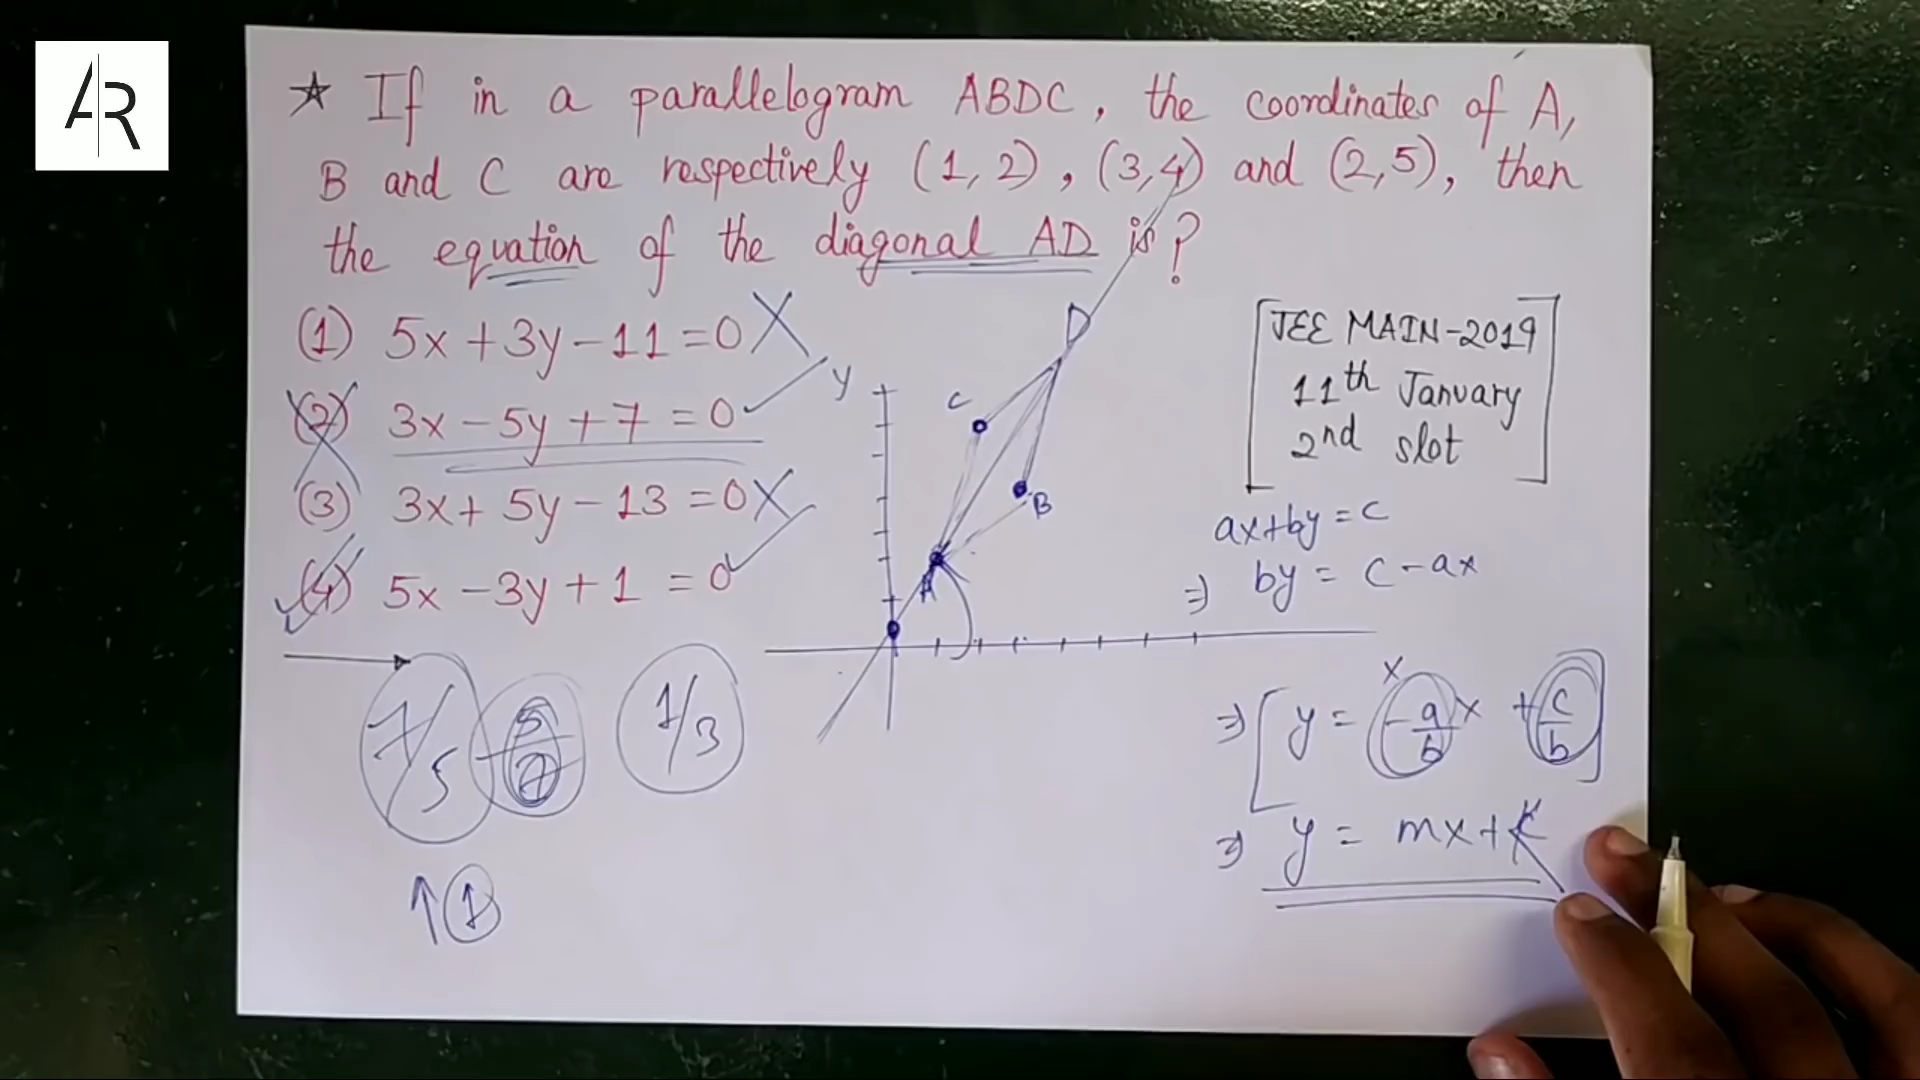 AR
☆ If in a parallelogram ABDC, the coordinates of A,
B and C are respectively (1, 2), (3,4) and (2,5), then
the equation of the diagonal AD is?
(1) 5x + 3y - 11 = 0 X
(2) 3x - 5y + 7 = 0
(3) 3x + 5y - 13 = 0 X
(4) 5x - 3y + 1 = 0
y
D
C
B
A
[JEE MAIN-2019
11th January
2nd slot]
ax+by = c
=) by = c - ax
=) [y = -a/b x + c/b]
=) y = mx + c
7/5
1/3
↑ 1